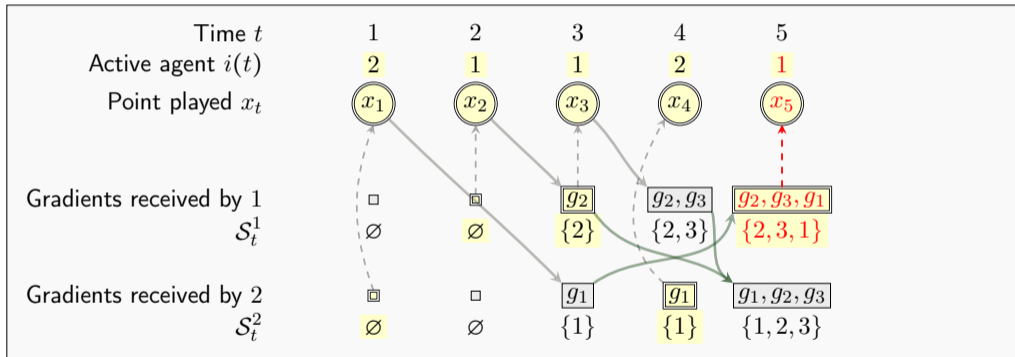 Time t 1 2 3 4 5
Active agent i(t) 2 1 1 2 1
Point played x_t x_1 x_2 x_3 x_4 x_5
Gradients received by 1 g_2 g_2, g_3 g_2, g_3, g_1
S_t^1 ∅ ∅ {2} {2, 3} {2, 3, 1}
Gradients received by 2 g_1 g_1 g_1, g_2, g_3
S_t^2 ∅ ∅ {1} {1} {1, 2, 3}